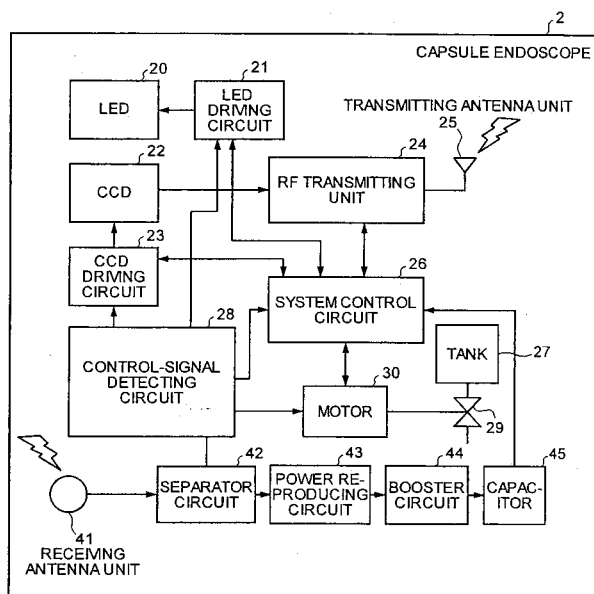 2
CAPSULE ENDOSCOPE
20
LED
21
LED DRIVING
CIRCUIT
TRANSMITTING ANTENNA UNIT
25
22
CCD
24
RF TRANSMITTING
UNIT
23
CCD
DRIVNG
CIRCUIT
26
SYSTEM CONTROL
CIRCUIT
28
CONTROL-SIGNAL
DETECTING
CIRCUIT
TANK
27
30
MOTOR
29
42
SEPARATOR
CIRCUIT
43
POWER RE-
PRODUCING
CIRCUIT
44
BOOSTER
CIRCUIT
45
CAPAC-
ITOR
41
RECEIVING
ANTENNA UNIT